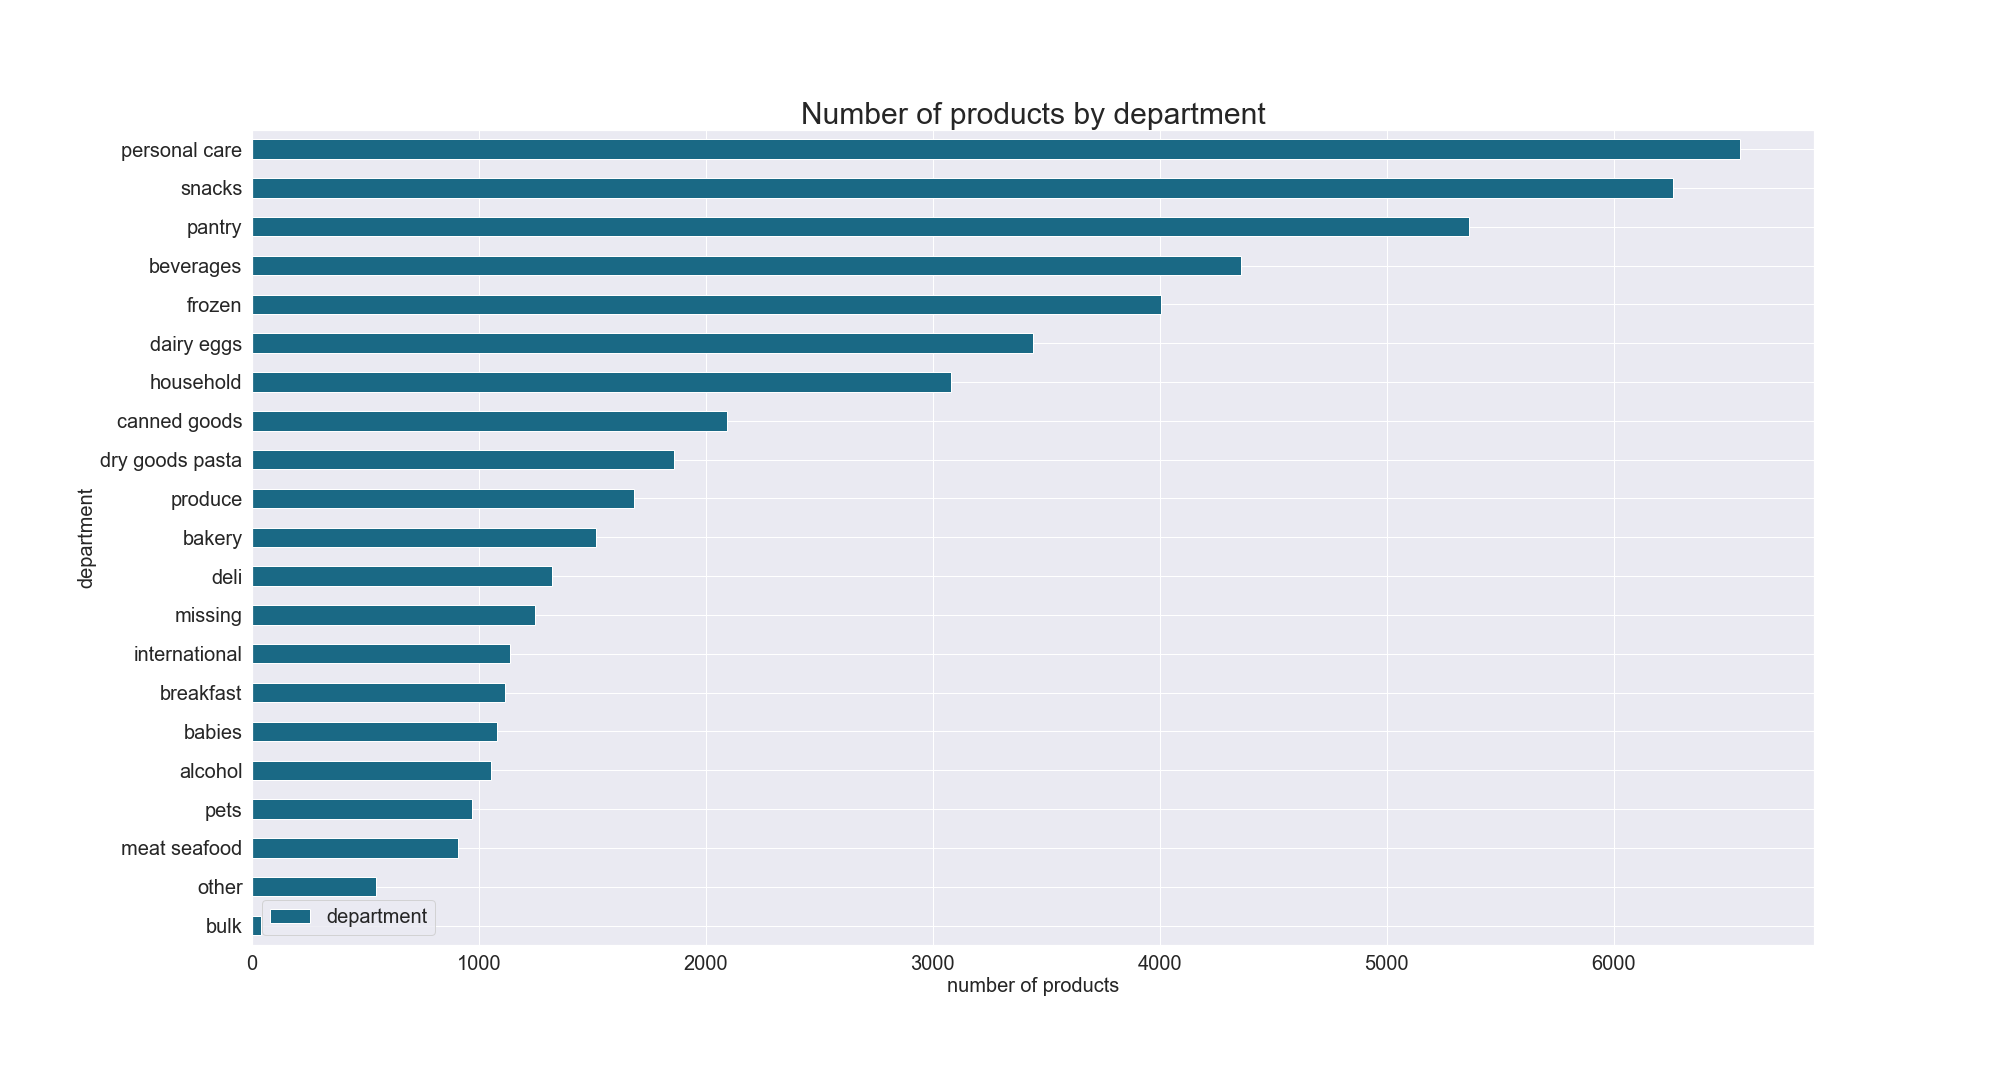 Number of products by department
personal care
snacks
pantry
beverages
frozen
dairy eggs
household
canned goods
dry goods pasta
produce
bakery
deli
missing
international
breakfast
babies
alcohol
pets
meat seafood
other
bulk
department
department
0 1000 2000 3000 4000 5000 6000
number of products